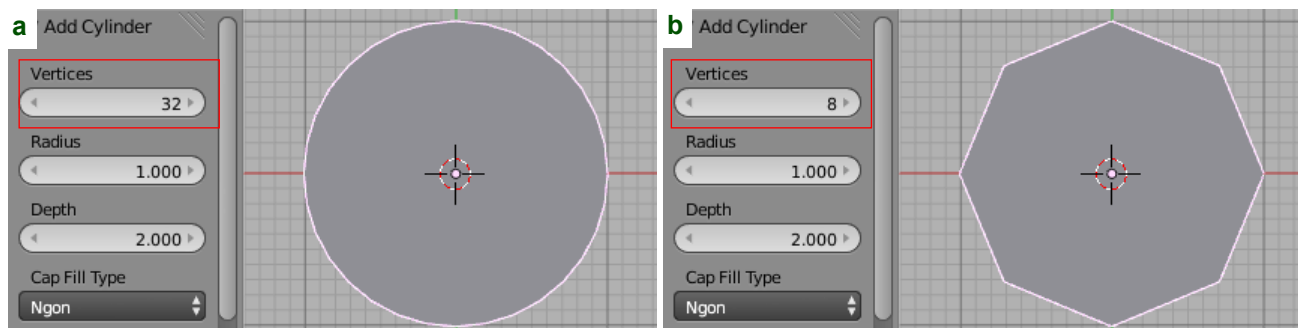 a
Add Cylinder
Vertices
32
Radius
1.000
Depth
2.000
Cap Fill Type
Ngon
b
Add Cylinder
Vertices
8
Radius
1.000
Depth
2.000
Cap Fill Type
Ngon